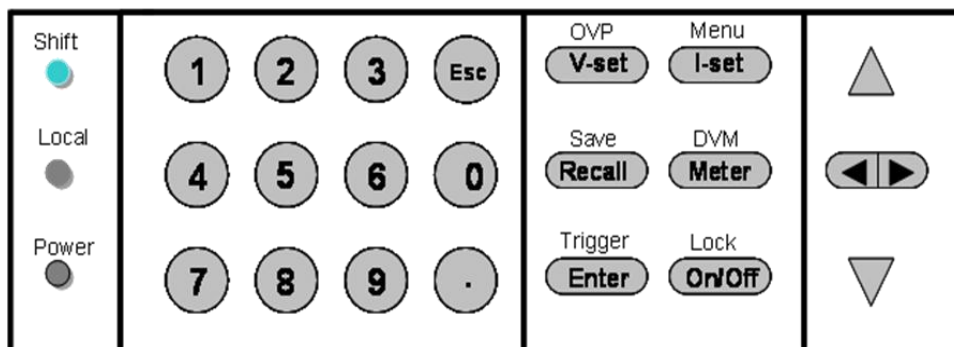 Shift
Local
Power
1 2 3 Esc
4 5 6 0
7 8 9 .
OVP Menu
V-set I-set
Save DVM
Recall Meter
Trigger Lock
Enter On/Off